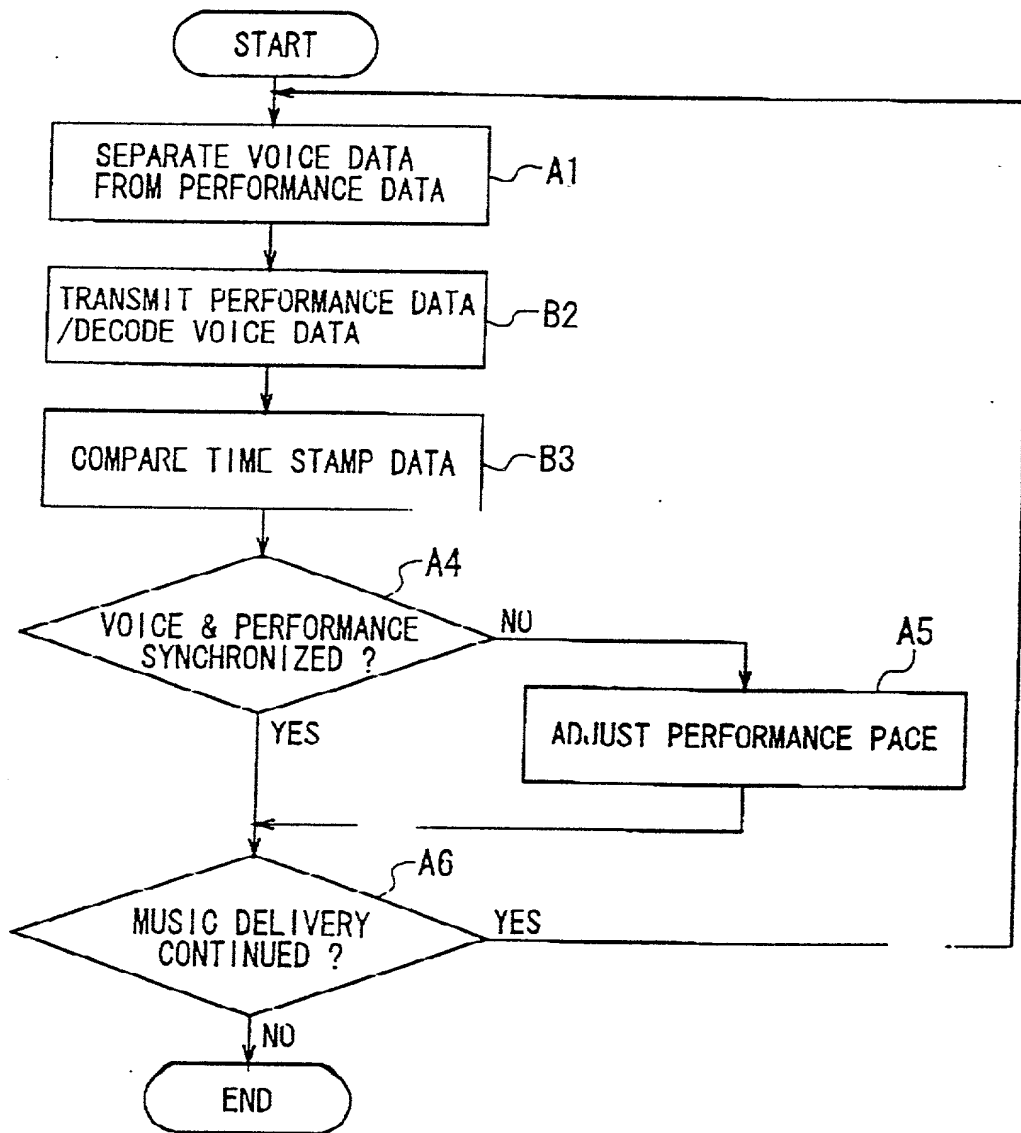 START
SEPARATE VOICE DATA
FROM PERFORMANCE DATA
A1
TRANSMIT PERFORMANCE DATA
/DECODE VOICE DATA
B2
COMPARE TIME STAMP DATA
B3
A4
VOICE & PERFORMANCE
SYNCHRONIZED ?
NO
YES
A5
ADJUST PERFORMANCE PACE
A6
MUSIC DELIVERY
CONTINUED ?
YES
NO
END